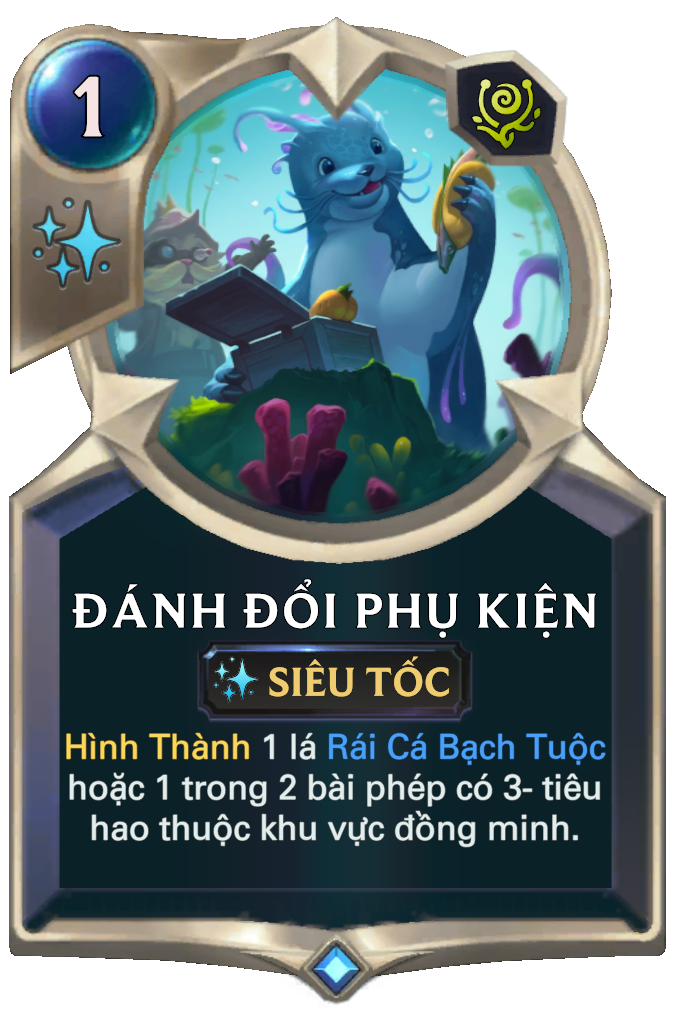 1
ĐÁNH ĐỔI PHỤ KIỆN
SIÊU TỐC
Hình Thành 1 lá Rái Cá Bạch Tuộc
hoặc 1 trong 2 bài phép có 3- tiêu
hao thuộc khu vực đồng minh.